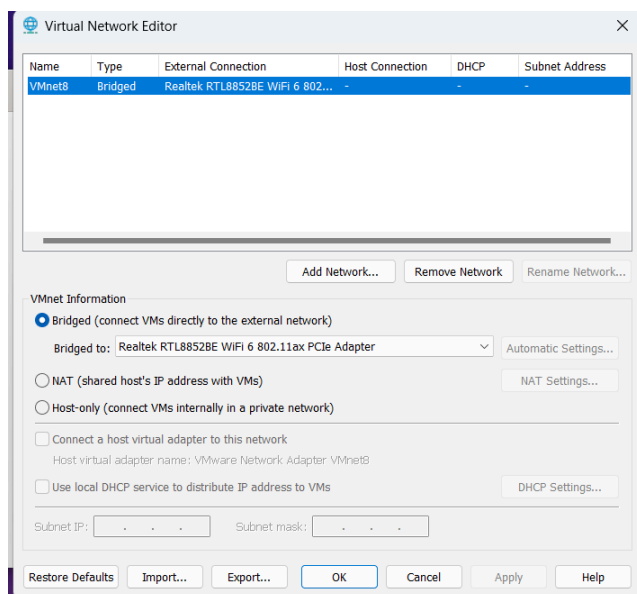 Virtual Network Editor
Name Type External Connection Host Connection DHCP Subnet Address
VMnet8 Bridged Realtek RTL8852BE WiFi 6 802... - - -
Add Network... Remove Network Rename Network...
VMnet Information
Bridged (connect VMs directly to the external network)
Bridged to: Realtek RTL8852BE WiFi 6 802.11ax PCIe Adapter Automatic Settings...
NAT (shared host's IP address with VMs) NAT Settings...
Host-only (connect VMs internally in a private network)
Connect a host virtual adapter to this network
Host virtual adapter name: VMware Network Adapter VMnet8
Use local DHCP service to distribute IP address to VMs DHCP Settings...
Subnet IP: . . . Subnet mask: . . .
Restore Defaults Import... Export... OK Cancel Apply Help